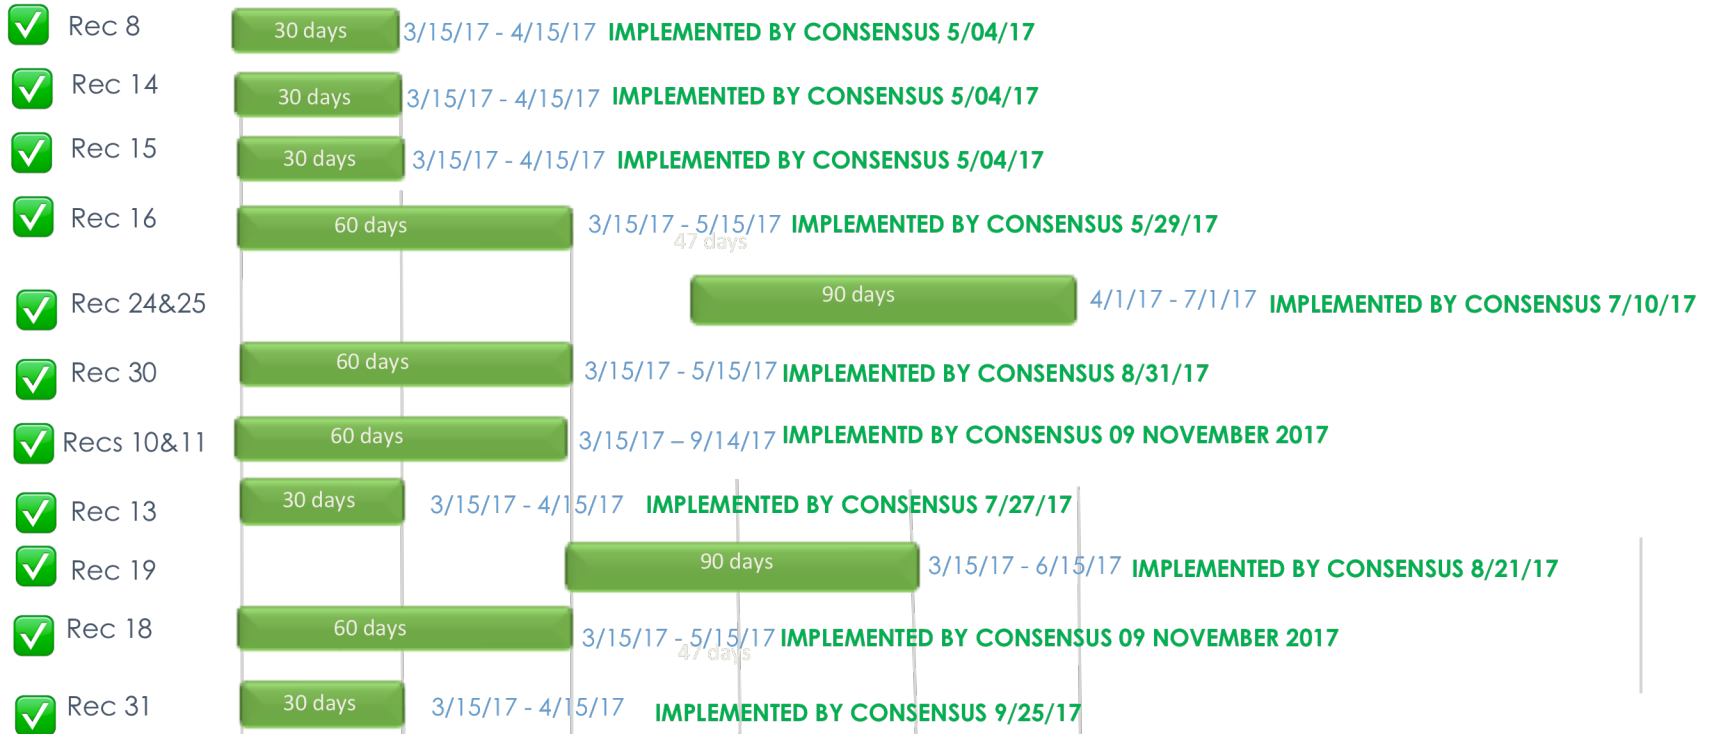 Rec 8 30 days 3/15/17 - 4/15/17 IMPLEMENTED BY CONSENSUS 5/04/17
Rec 14 30 days 3/15/17 - 4/15/17 IMPLEMENTED BY CONSENSUS 5/04/17
Rec 15 30 days 3/15/17 - 4/15/17 IMPLEMENTED BY CONSENSUS 5/04/17
Rec 16 60 days 3/15/17 - 5/15/17 IMPLEMENTED BY CONSENSUS 5/29/17
47 days
Rec 24&25 90 days 4/1/17 - 7/1/17 IMPLEMENTED BY CONSENSUS 7/10/17
Rec 30 60 days 3/15/17 - 5/15/17 IMPLEMENTED BY CONSENSUS 8/31/17
Recs 10&11 60 days 3/15/17 – 9/14/17 IMPLEMENTD BY CONSENSUS 09 NOVEMBER 2017
Rec 13 30 days 3/15/17 - 4/15/17 IMPLEMENTED BY CONSENSUS 7/27/17
Rec 19 90 days 3/15/17 - 6/15/17 IMPLEMENTED BY CONSENSUS 8/21/17
Rec 18 60 days 3/15/17 - 5/15/17 IMPLEMENTED BY CONSENSUS 09 NOVEMBER 2017
47 days
Rec 31 30 days 3/15/17 - 4/15/17 IMPLEMENTED BY CONSENSUS 9/25/17